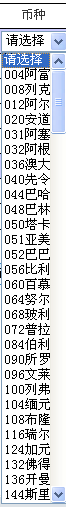 币种
请选择
请选择
004阿富
008列克
012阿尔
020安道
031阿塞
032阿根
036澳大
040先令
044巴哈
048巴林
050塔卡
051亚美
052巴巴
056比利
060百慕
064努尔
068玻利
072普拉
084伯利
090所罗
096文莱
100列弗
104缅元
108布隆
116瑞尔
124加元
132佛得
136开曼
144斯里